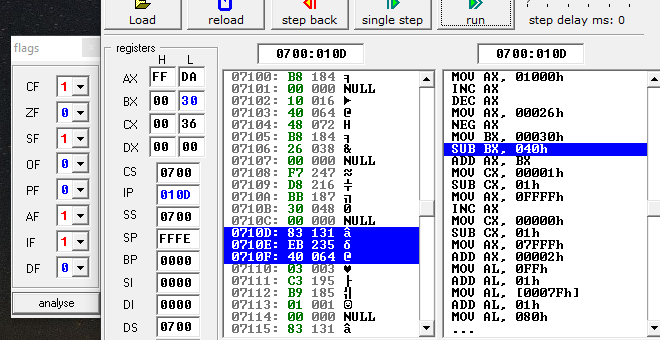 Load reload step back single step run step delay ms: 0
flags
CF 1
ZF 0
SF 1
OF 0
PF 0
AF 1
IF 1
DF 0
analyse
registers
H L
AX FF DA
BX 00 30
CX 00 36
DX 00 00
CS 0700
IP 010D
SS 0700
SP FFFE
BP 0000
SI 0000
DI 0000
DS 0700
0700:010D
07100: B8 184 ╕
07101: 00 000 NULL
07102: 10 016 ►
07103: 40 064 @
07104: 48 072 H
07105: B8 184 ╕
07106: 26 038 &
07107: 00 000 NULL
07108: F7 247 ≈
07109: D8 216 ╪
0710A: BB 187 ╗
0710B: 30 048 0
0710C: 00 000 NULL
0710D: 83 131 â
0710E: EB 235 δ
0710F: 40 064 @
07110: 03 003 ♥
07111: C3 195 ├
07112: B9 185 ╣
07113: 01 001 ☺
07114: 00 000 NULL
07115: 83 131 â
0700:010D
MOV AX, 01000h
INC AX
DEC AX
MOV AX, 00026h
NEG AX
MOV BX, 00030h
SUB BX, 040h
ADD AX, BX
MOV CX, 00001h
SUB CX, 01h
MOV AX, 0FFFFh
INC AX
MOV CX, 00000h
SUB CX, 01h
MOV AX, 07FFFh
ADD AX, 00002h
MOV AL, 0FFh
ADD AL, 01h
MOV AL, [0007Fh]
ADD AL, 01h
MOV AL, 080h
...